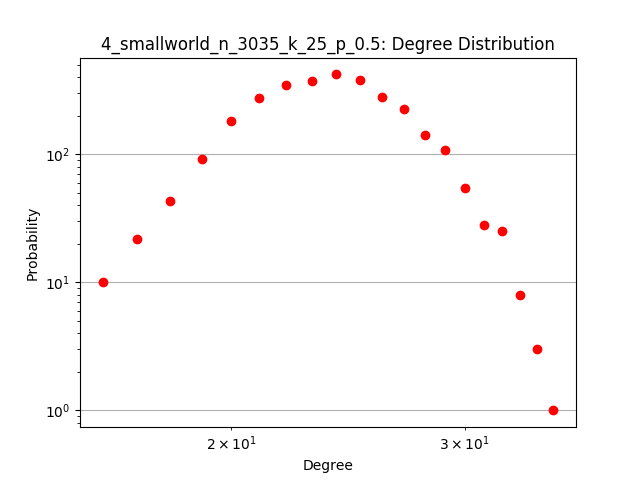 4_smallworld_n_3035_k_25_p_0.5: Degree Distribution
Probability
10²
10¹
10⁰
2 × 10¹
3 × 10¹
Degree